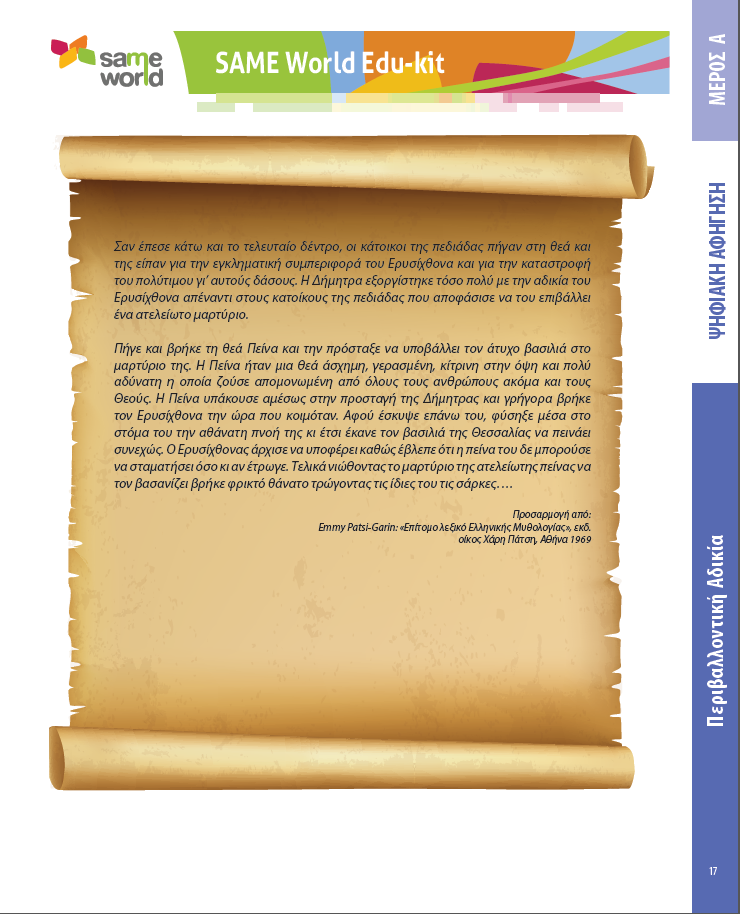 same
world
SAME World Edu-kit
ΜΕΡΟΣ Α
ΨΗΦΙΑΚΗ ΑΦΗΓΗΣΗ
Περιβαλλοντική Αδικία
Σαν έπεσε κάτω και το τελευταίο δέντρο, οι κάτοικοι της πεδιάδας πήγαν στη θεά και
της είπαν για την εγκληματική συμπεριφορά του Ερυσίχθονα και για την καταστροφή
του πολύτιμου γι’ αυτούς δάσους. Η Δήμητρα εξοργίστηκε τόσο πολύ με την αδικία του
Ερυσίχθονα απέναντι στους κατοίκους της πεδιάδας που αποφάσισε να του επιβάλλει
ένα ατελείωτο μαρτύριο.
Πήγε και βρήκε τη θεά Πείνα και την πρόσταξε να υποβάλλει τον άτυχο βασιλιά στο
μαρτύριο της. Η Πείνα ήταν μια θεά άσχημη, γερασμένη, κίτρινη στην όψη και πολύ
αδύνατη η οποία ζούσε απομονωμένη από όλους τους ανθρώπους ακόμα και τους
Θεούς. Η Πείνα υπάκουσε αμέσως στην προσταγή της Δήμητρας και γρήγορα βρήκε
τον Ερυσίχθονα την ώρα που κοιμόταν. Αφού έσκυψε επάνω του, φύσηξε μέσα στο
στόμα του την αθάνατη πνοή της κι έτσι έκανε τον βασιλιά της Θεσσαλίας να πεινάει
συνεχώς. Ο Ερυσίχθονας άρχισε να υποφέρει καθώς έβλεπε ότι η πείνα του δε μπορούσε
να σταματήσει όσο κι αν έτρωγε. Τελικά νιώθοντας το μαρτύριο της ατελείωτης πείνας να
τον βασανίζει βρήκε φρικτό θάνατο τρώγοντας τις ίδιες του τις σάρκες….
Προσαρμογή από:
Emmy Patsi-Garin: «Επίτομο λεξικό Ελληνικής Μυθολογίας», εκδ.
οίκος Χάρη Πάτση, Αθήνα 1969
17